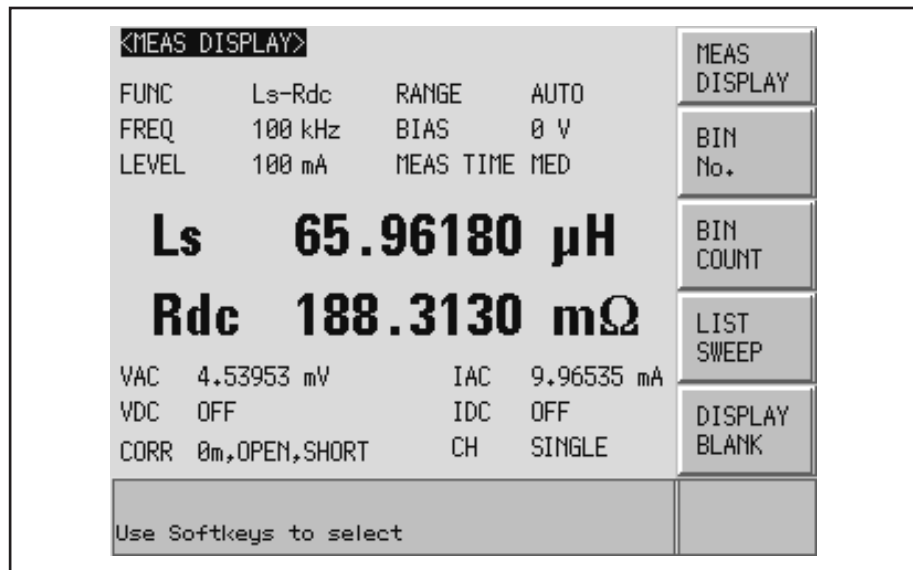 <MEAS DISPLAY>
FUNC Ls-Rdc RANGE AUTO
FREQ 100 kHz BIAS 0 V
LEVEL 100 mA MEAS TIME MED
Ls 65.96180 µH
Rdc 188.3130 mΩ
VAC 4.53953 mV IAC 9.96535 mA
VDC OFF IDC OFF
CORR 0m,OPEN,SHORT CH SINGLE
Use Softkeys to select
MEAS
DISPLAY
BIN
No.
BIN
COUNT
LIST
SWEEP
DISPLAY
BLANK